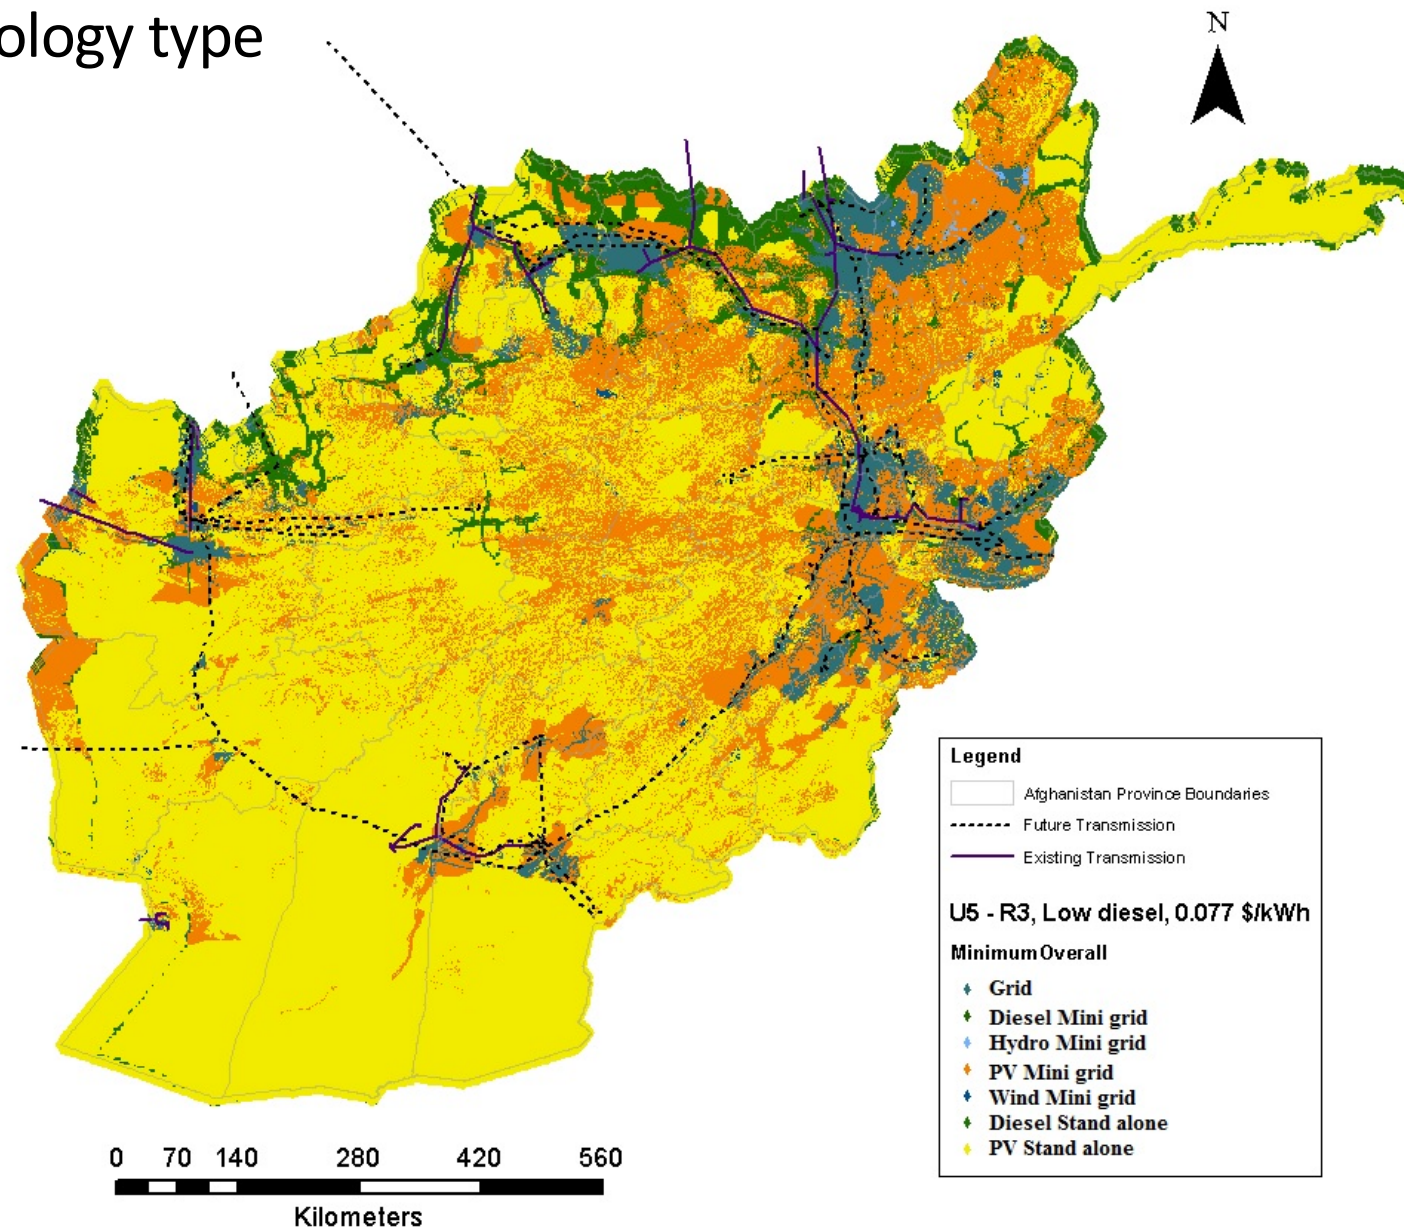 ology type
N
Legend
Afghanistan Province Boundaries
Future Transmission
Existing Transmission
U5 - R3, Low diesel, 0.077 $/kWh
Minimum Overall
Grid
Diesel Mini grid
Hydro Mini grid
PV Mini grid
Wind Mini grid
Diesel Stand alone
PV Stand alone
0 70 140 280 420 560
Kilometers